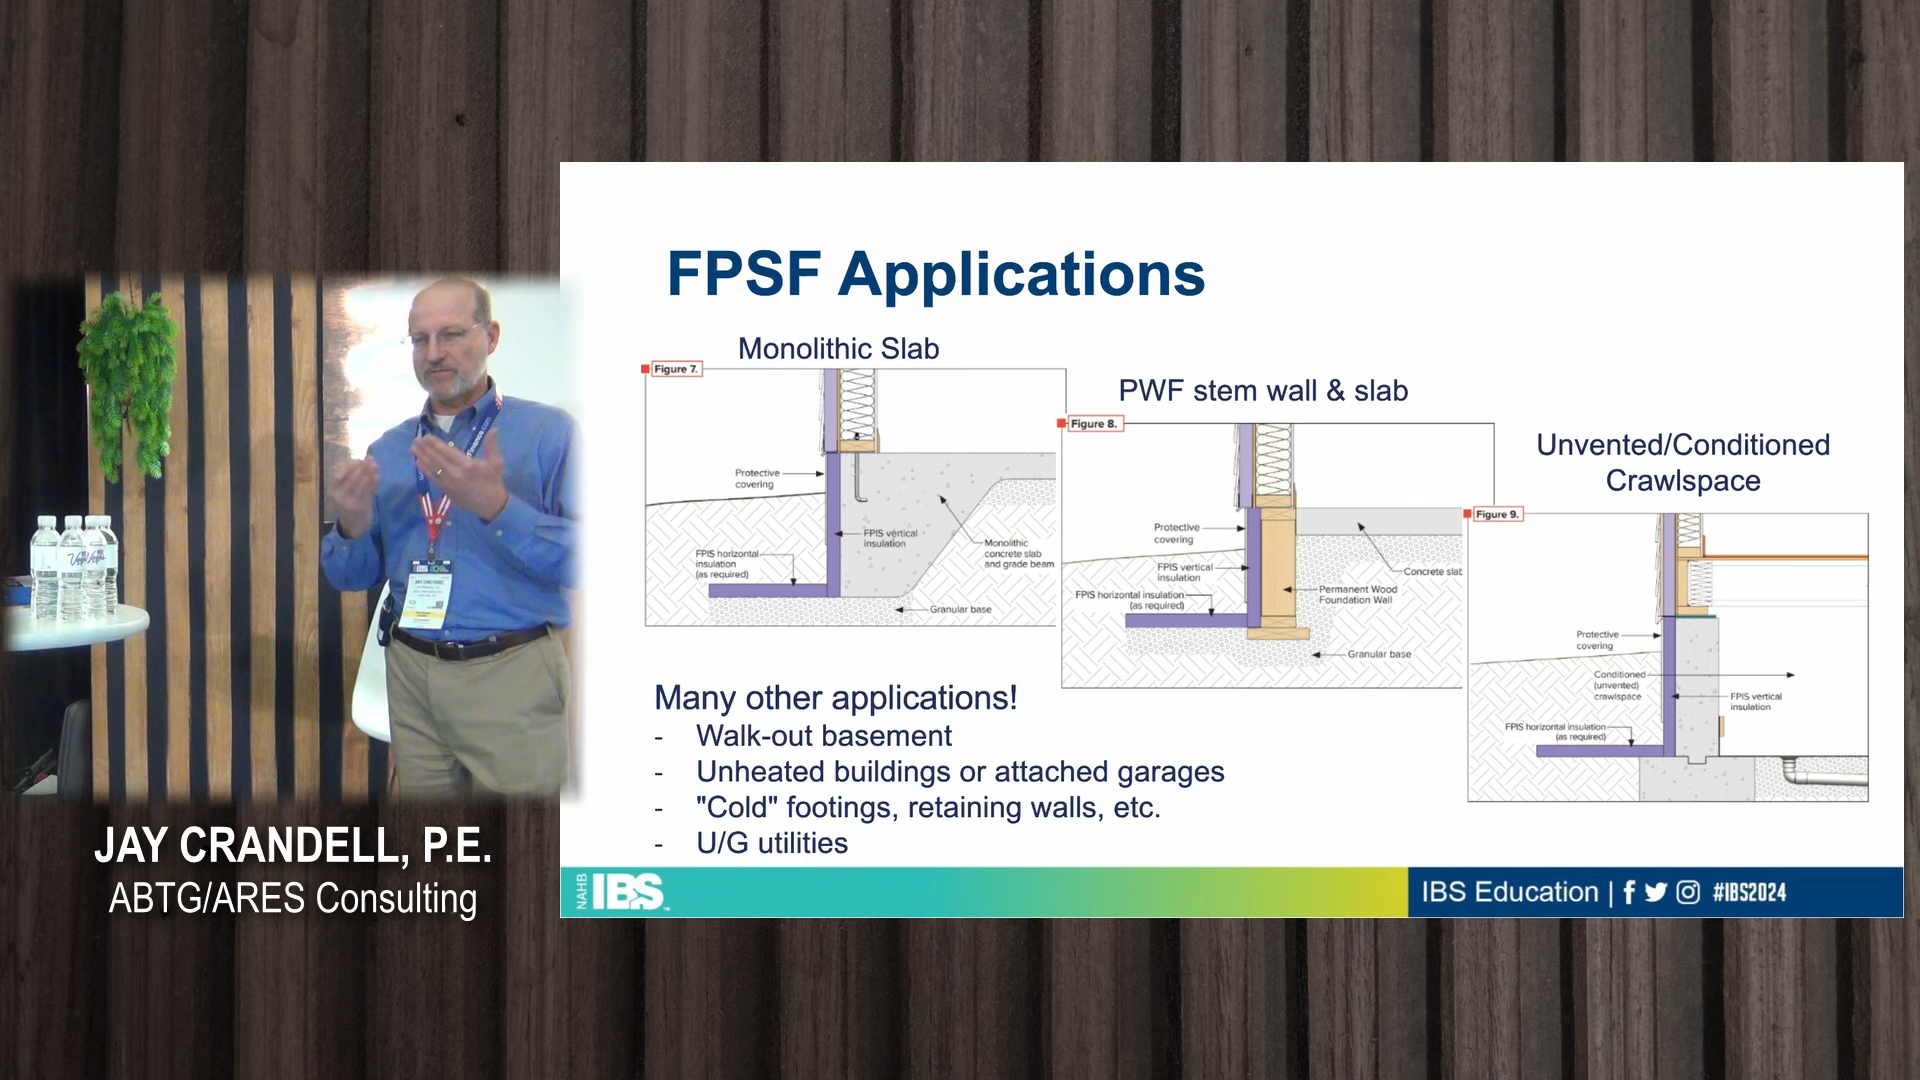 FPSF Applications
Monolithic Slab
Figure 7.
Protective
covering
FPIS vertical
insulation
FPIS horizontal
insulation
(as required)
Monolithic
concrete slab
and grade beam
Granular base
PWF stem wall & slab
Figure 8.
Protective
covering
FPIS vertical
insulation
FPIS horizontal insulation
(as required)
Concrete slab
Permanent Wood
Foundation Wall
Granular base
Unvented/Conditioned
Crawlspace
Figure 9.
Protective
covering
Conditioned
(unvented)
crawlspace
FPIS vertical
insulation
FPIS horizontal insulation
(as required)
Many other applications!
- Walk-out basement
- Unheated buildings or attached garages
- "Cold" footings, retaining walls, etc.
- U/G utilities
JAY CRANDELL, P.E.
ABTG/ARES Consulting
NAHB IBS
IBS Education | #IBS2024